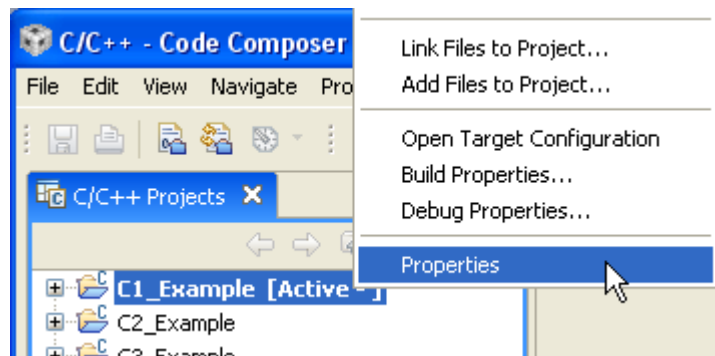 C/C++ - Code Composer
File Edit View Navigate Pro
C/C++ Projects
C1_Example [Active - ]
C2_Example
C3_Example
Link Files to Project...
Add Files to Project...
Open Target Configuration
Build Properties...
Debug Properties...
Properties